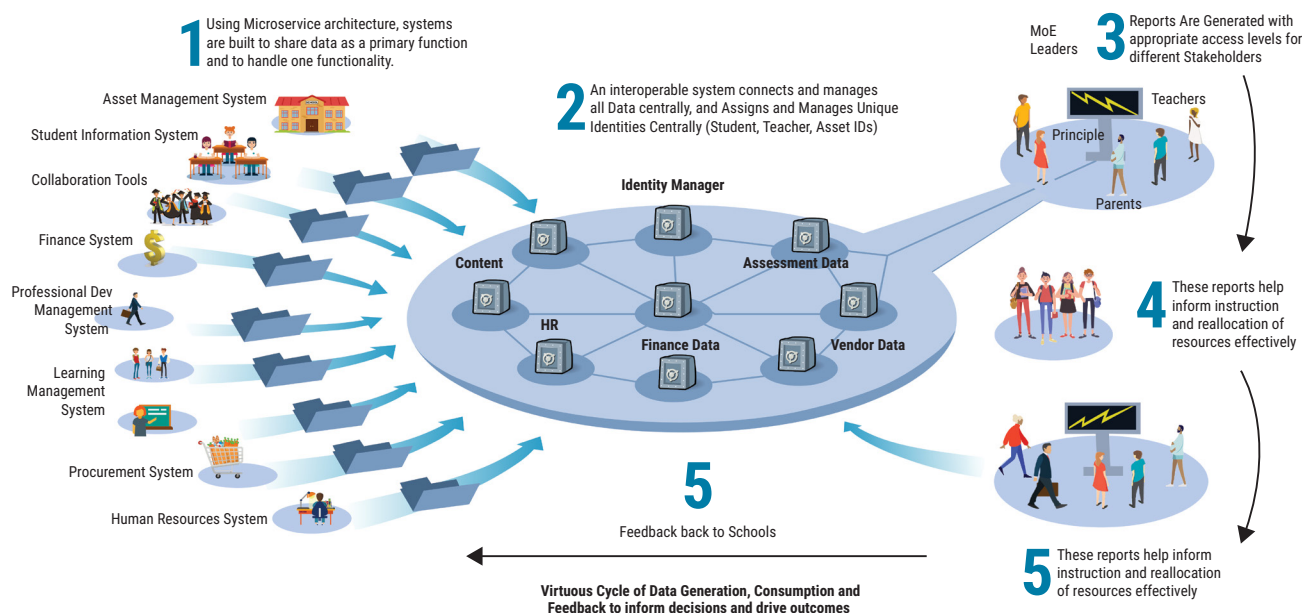 1
Using Microservice architecture, systems
are built to share data as a primary function
and to handle one functionality.
Asset Management System
Student Information System
Collaboration Tools
Finance System
Professional Dev
Management
System
Learning
Management
System
Procurement System
Human Resources System
2
An interoperable system connects and manages
all Data centrally, and Assigns and Manages Unique
Identities Centrally (Student, Teacher, Asset IDs)
Identity Manager
Content
Assessment Data
HR
Finance Data
Vendor Data
MoE
Leaders
3
Reports Are Generated with
appropriate access levels for
different Stakeholders
Teachers
Principle
Parents
4
These reports help
inform instruction
and reallocation of
resources effectively
5
These reports help inform
instruction and reallocation
of resources effectively
5
Feedback back to Schools
Virtuous Cycle of Data Generation, Consumption and
Feedback to inform decisions and drive outcomes